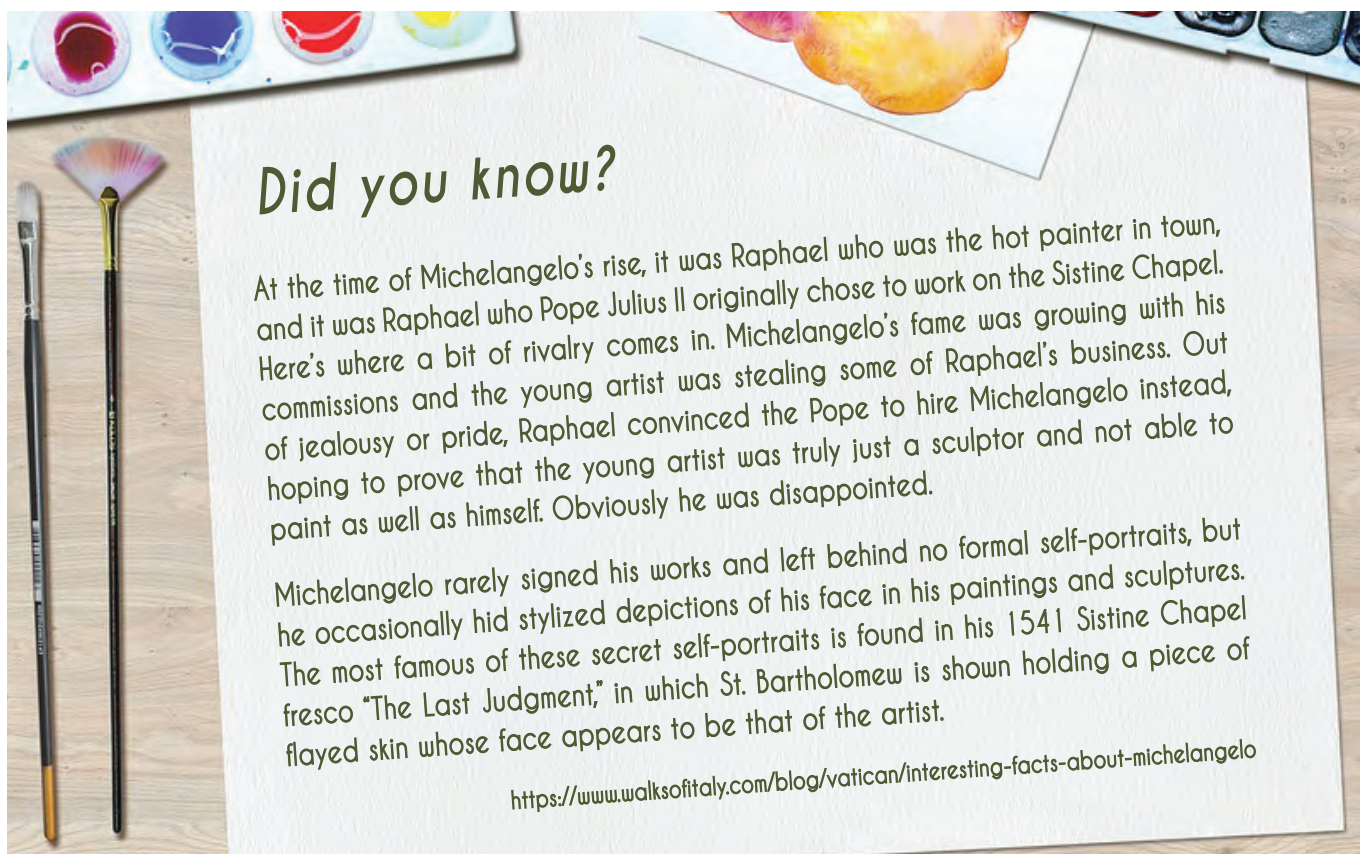 Did you know?
At the time of Michelangelo's rise, it was Raphael who was the hot painter in town,
and it was Raphael who Pope Julius II originally chose to work on the Sistine Chapel.
Here's where a bit of rivalry comes in. Michelangelo's fame was growing with his
commissions and the young artist was stealing some of Raphael's business. Out
of jealousy or pride, Raphael convinced the Pope to hire Michelangelo instead,
hoping to prove that the young artist was truly just a sculptor and not able to
paint as well as himself. Obviously he was disappointed.
Michelangelo rarely signed his works and left behind no formal self-portraits, but
he occasionally hid stylized depictions of his face in his paintings and sculptures.
The most famous of these secret self-portraits is found in his 1541 Sistine Chapel
fresco “The Last Judgment,” in which St. Bartholomew is shown holding a piece of
flayed skin whose face appears to be that of the artist.
https://www.walksofitaly.com/blog/vatican/interesting-facts-about-michelangelo